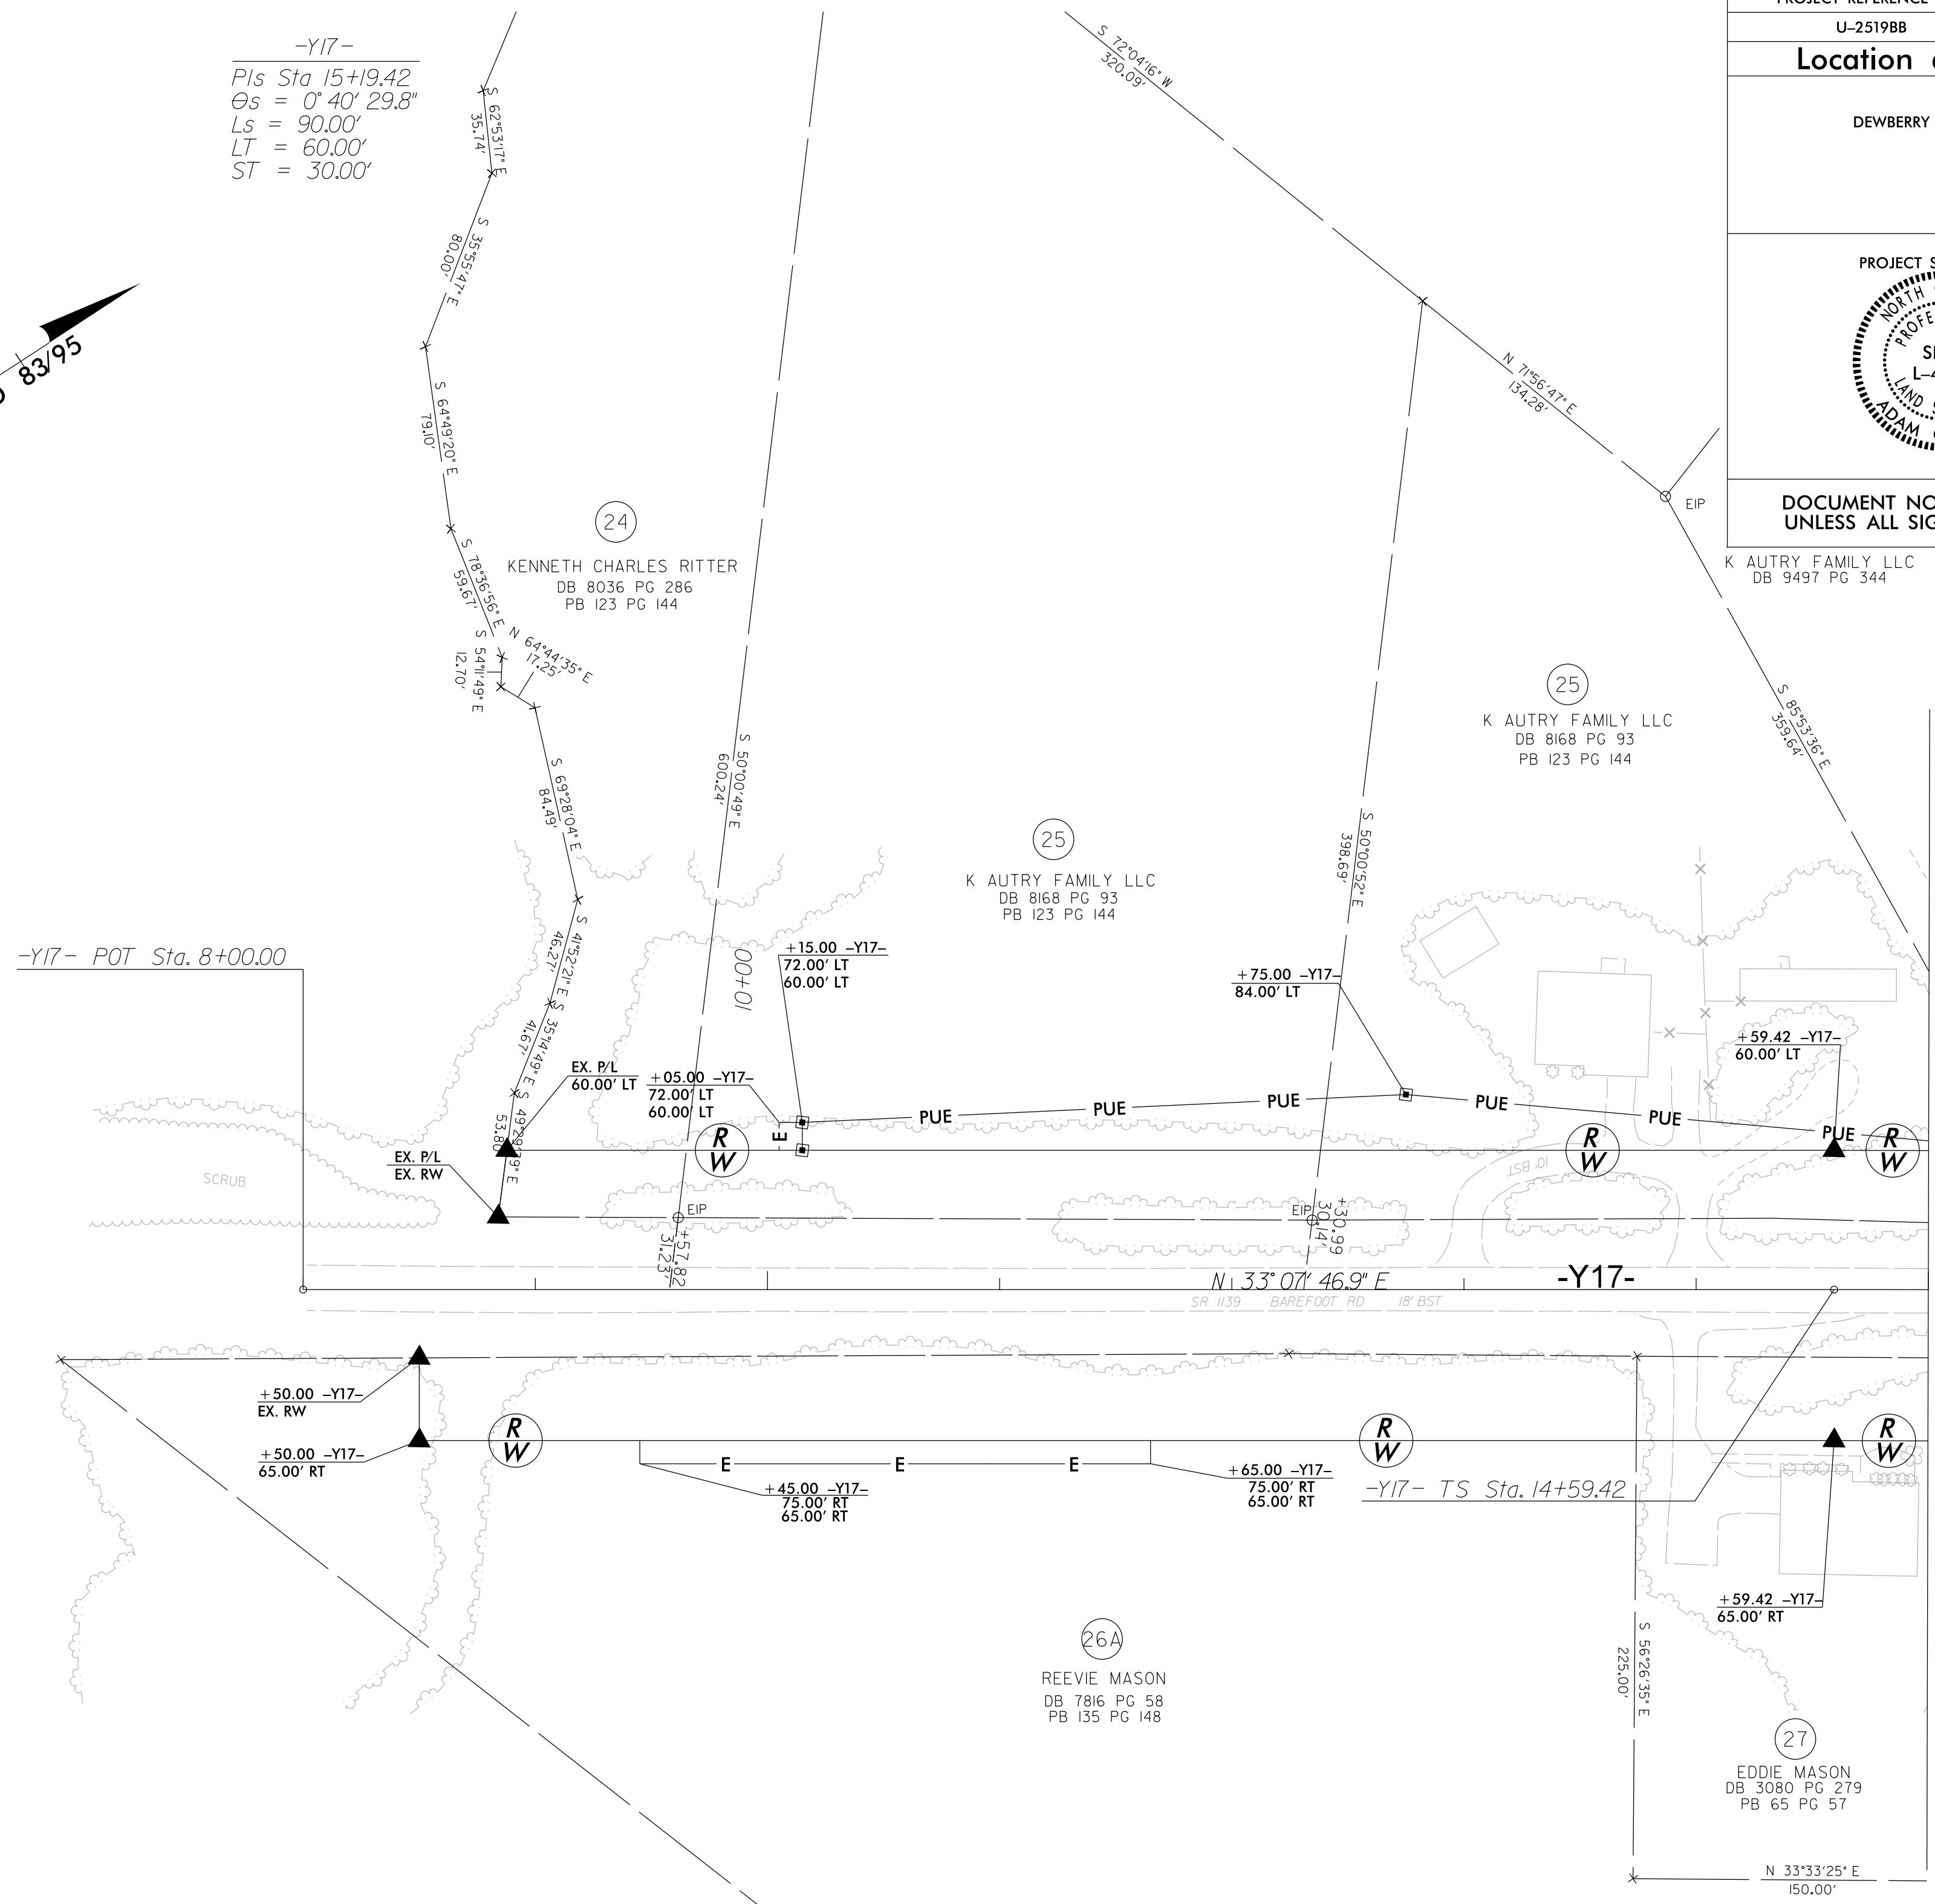 U–2519BB
Location
DEWBERRY
PROJECT
NORTH
LAND
ADAM
DOCUMENT
UNLESS ALL
K AUTRY FAMILY LLC
DB 9497 PG 344
-Y17-
PIs Sta 15+19.42
Θs = 0° 40' 29.8"
Ls = 90.00'
LT = 60.00'
ST = 30.00'
83/95
S 62°53'17" E
35.74'
S 35°55'47" E
80.00'
S 64°49'20" E
79.10'
S 78°36'56" E
59.67'
S 54°11'49" E
12.70'
N 64°44'35" E
17.25'
S 69°28'04" E
84.49'
S 41°52'21" E
46.27'
S 35°14'49" E
41.67'
S 49°29'39" E
53.80'
S 72°04'16" W
320.09'
N 71°56'47" E
134.28'
EIP
S 85°53'36" E
359.64'
24
KENNETH CHARLES RITTER
DB 8036 PG 286
PB 123 PG 144
S 50°00'49" E
600.24'
25
K AUTRY FAMILY LLC
DB 8168 PG 93
PB 123 PG 144
25
K AUTRY FAMILY LLC
DB 8168 PG 93
PB 123 PG 144
S 50°00'52" E
398.69'
-Y17- POT Sta. 8+00.00
10+00
+15.00 -Y17-
72.00' LT
60.00' LT
+75.00 -Y17-
84.00' LT
+59.42 -Y17-
60.00' LT
EX. P/L
60.00' LT
+05.00 -Y17-
72.00' LT
60.00' LT
E
PUE PUE PUE PUE PUE PUE
EX. P/L
EX. RW
R
W
R
W
R
W
SCRUB
10' BST
EIP
EIP
+57.82
31.23'
+30.99
30.14'
N 33° 07' 46.9" E
-Y17-
SR 1139 BAREFOOT RD 18' BST
+50.00 -Y17-
EX. RW
+50.00 -Y17-
65.00' RT
R
W
R
W
R
W
E E E
+45.00 -Y17-
75.00' RT
65.00' RT
+65.00 -Y17-
75.00' RT
65.00' RT
-Y17- TS Sta. 14+59.42
+59.42 -Y17-
65.00' RT
26A
REEVIE MASON
DB 7816 PG 58
PB 135 PG 148
S 56°26'35" E
225.00'
27
EDDIE MASON
DB 3080 PG 279
PB 65 PG 57
N 33°33'25" E
150.00'